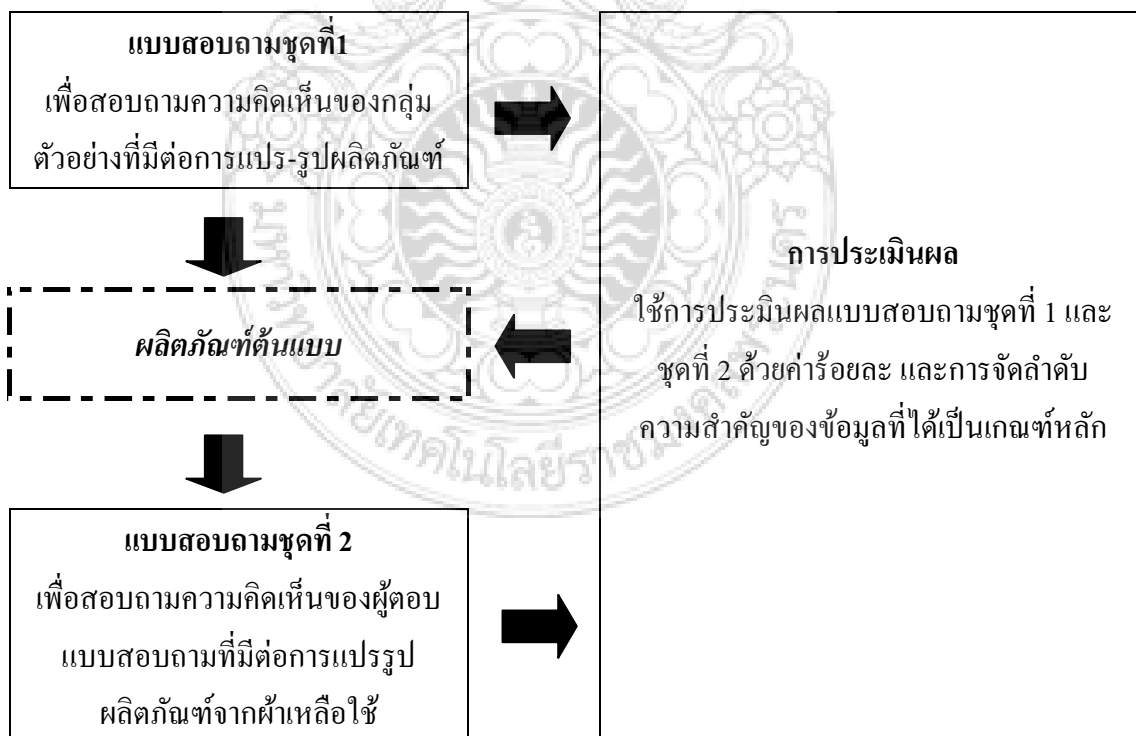 แบบสอบถามชุดที่1
เพื่อสอบถามความคิดเห็นของกลุ่ม
ตัวอย่างที่มีต่อการแปร-รูปผลิตภัณฑ์
ผลิตภัณฑ์ต้นแบบ
แบบสอบถามชุดที่ 2
เพื่อสอบถามความคิดเห็นของผู้ตอบ
แบบสอบถามที่มีต่อการแปรรูป
ผลิตภัณฑ์จากผ้าเหลือใช้
การประเมินผล
ใช้การประมินผลแบบสอบถามชุดที่ 1 และ
ชุดที่ 2 ด้วยค่าร้อยละ และการจัดลำดับ
ความสำคัญของข้อมูลที่ได้เป็นเกณฑ์หลัก